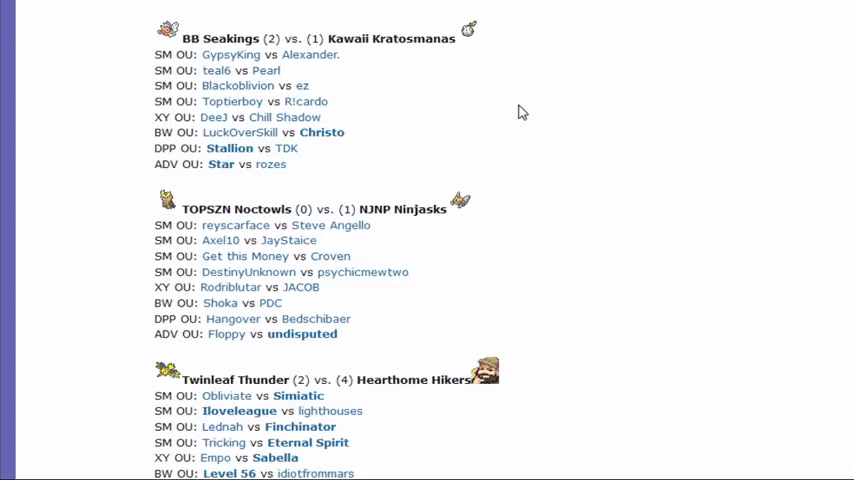 BB Seakings (2) vs. (1) Kawaii Kratosmanas
SM OU: GypsyKing vs Alexander.
SM OU: teal6 vs Pearl
SM OU: Blackoblivion vs ez
SM OU: Toptierboy vs R!cardo
XY OU: DeeJ vs Chill Shadow
BW OU: LuckOverSkill vs Christo
DPP OU: Stallion vs TDK
ADV OU: Star vs rozes
TOPSZN Noctowls (0) vs. (1) NJNP Ninjasks
SM OU: reyscarface vs Steve Angello
SM OU: Axel10 vs JayStaice
SM OU: Get this Money vs Croven
SM OU: DestinyUnknown vs psychicmewtwo
XY OU: Rodriblutar vs JACOB
BW OU: Shoka vs PDC
DPP OU: Hangover vs Bedschibaer
ADV OU: Floppy vs undisputed
Twinleaf Thunder (2) vs. (4) Hearthome Hikers
SM OU: Obliviate vs Simiatic
SM OU: Iloveleague vs lighthouses
SM OU: Lednah vs Finchinator
SM OU: Tricking vs Eternal Spirit
XY OU: Empo vs Sabella
BW OU: Level 56 vs idiotfrommars